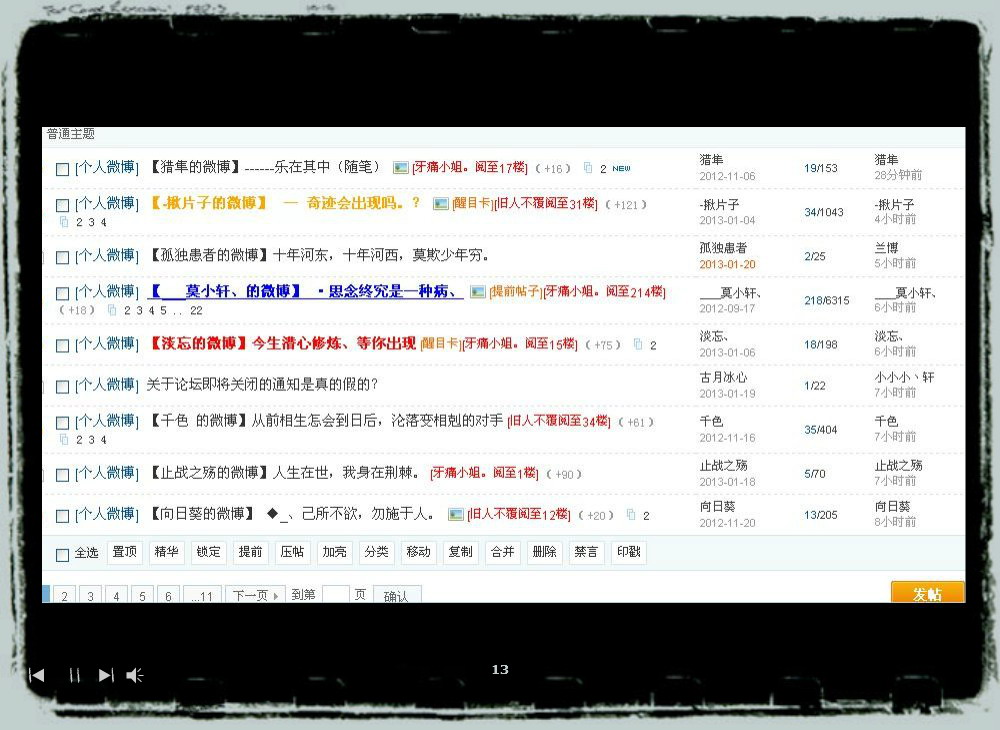 普通主题
[个人微博] 【猎隼的微博】------乐在其中（随笔） [牙痛小姐。阅至17楼] ( +16 ) 2 NEW 猎隼 19/153 猎隼
2012-11-06 28分钟前
[个人微博] 【-揪片子的微博】 — 奇迹会出现吗。？ [醒目卡][旧人不覆阅至31楼] ( +121 ) -揪片子 34/1043 -揪片子
2 3 4 2013-01-04 4小时前
[个人微博] 【孤独患者的微博】十年河东，十年河西，莫欺少年穷。 孤独患者 2/25 兰博
2013-01-20 5小时前
[个人微博] 【___莫小轩、的微博】 ·思念终究是一种病、 [提前帖子][牙痛小姐。阅至214楼] ___莫小轩、 218/6315 ___莫小轩、
( +18 ) 2 3 4 5 .. 22 2012-09-17 6小时前
[个人微博] 【淡忘的微博】今生潜心修炼、等你出现 [醒目卡][牙痛小姐。阅至15楼] ( +75 ) 2 淡忘、 18/198 淡忘、
2013-01-06 6小时前
[个人微博] 关于论坛即将关闭的通知是真的假的？ 古月冰心 1/22 小小小丶轩
2013-01-19 7小时前
[个人微博] 【千色 的微博】从前相生怎会到日后，沦落变相剋的对手 [旧人不覆阅至34楼] ( +61 ) 千色 35/404 千色
2 3 4 2012-11-16 7小时前
[个人微博] 【止战之殇的微博】人生在世，我身在荆棘。 [牙痛小姐。阅至1楼] ( +90 ) 止战之殇 5/70 止战之殇
2013-01-18 7小时前
[个人微博] 【向日葵的微博】 ◆_、己所不欲，勿施于人。 [旧人不覆阅至12楼] ( +20 ) 2 向日葵 13/205 向日葵
2012-11-20 8小时前
全选 置顶 精华 锁定 提前 压帖 加亮 分类 移动 复制 合并 删除 禁言 印戳
2 3 4 5 6 ...11 下一页 到第 页 确认 发帖
13